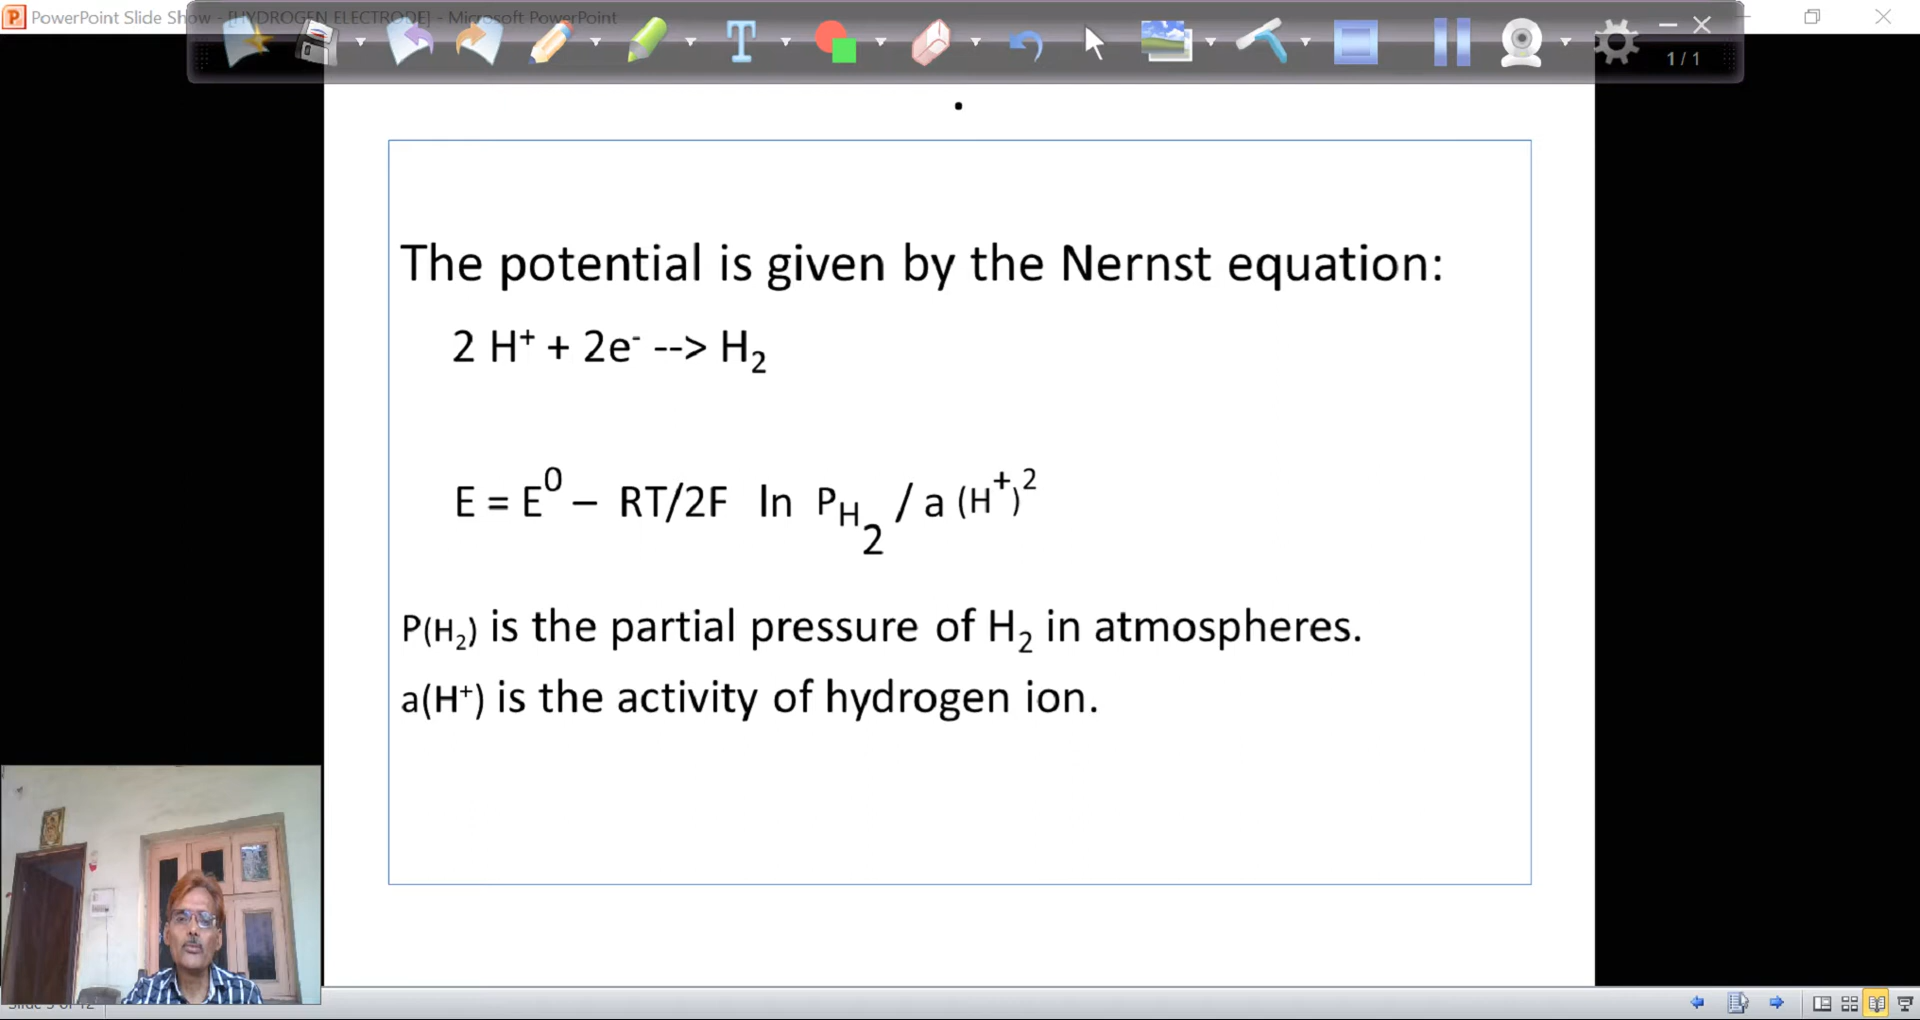 PowerPoint Slide Show - [HYDROGEN ELECTRODE] - Microsoft PowerPoint
1 / 1
The potential is given by the Nernst equation:
2 H⁺ + 2e⁻ --> H₂
E = E⁰ – RT/2F ln P_H₂ / a (H⁺)²
P(H₂) is the partial pressure of H₂ in atmospheres.
a(H⁺) is the activity of hydrogen ion.